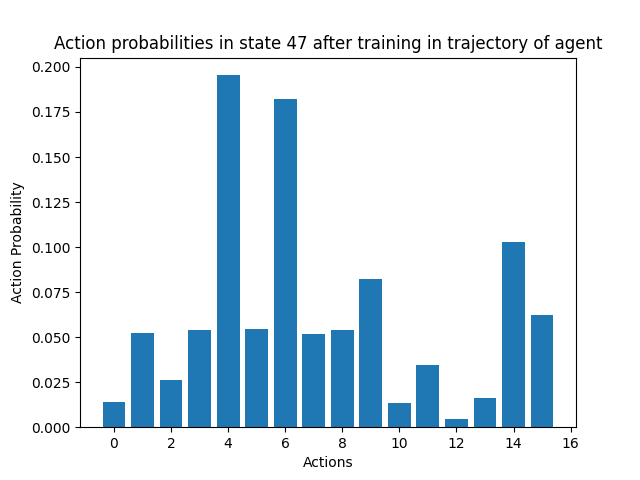 Action probabilities in state 47 after training in trajectory of agent
0.200
0.175
0.150
0.125
0.100
0.075
0.050
0.025
0.000
Action Probability
0 2 4 6 8 10 12 14 16
Actions